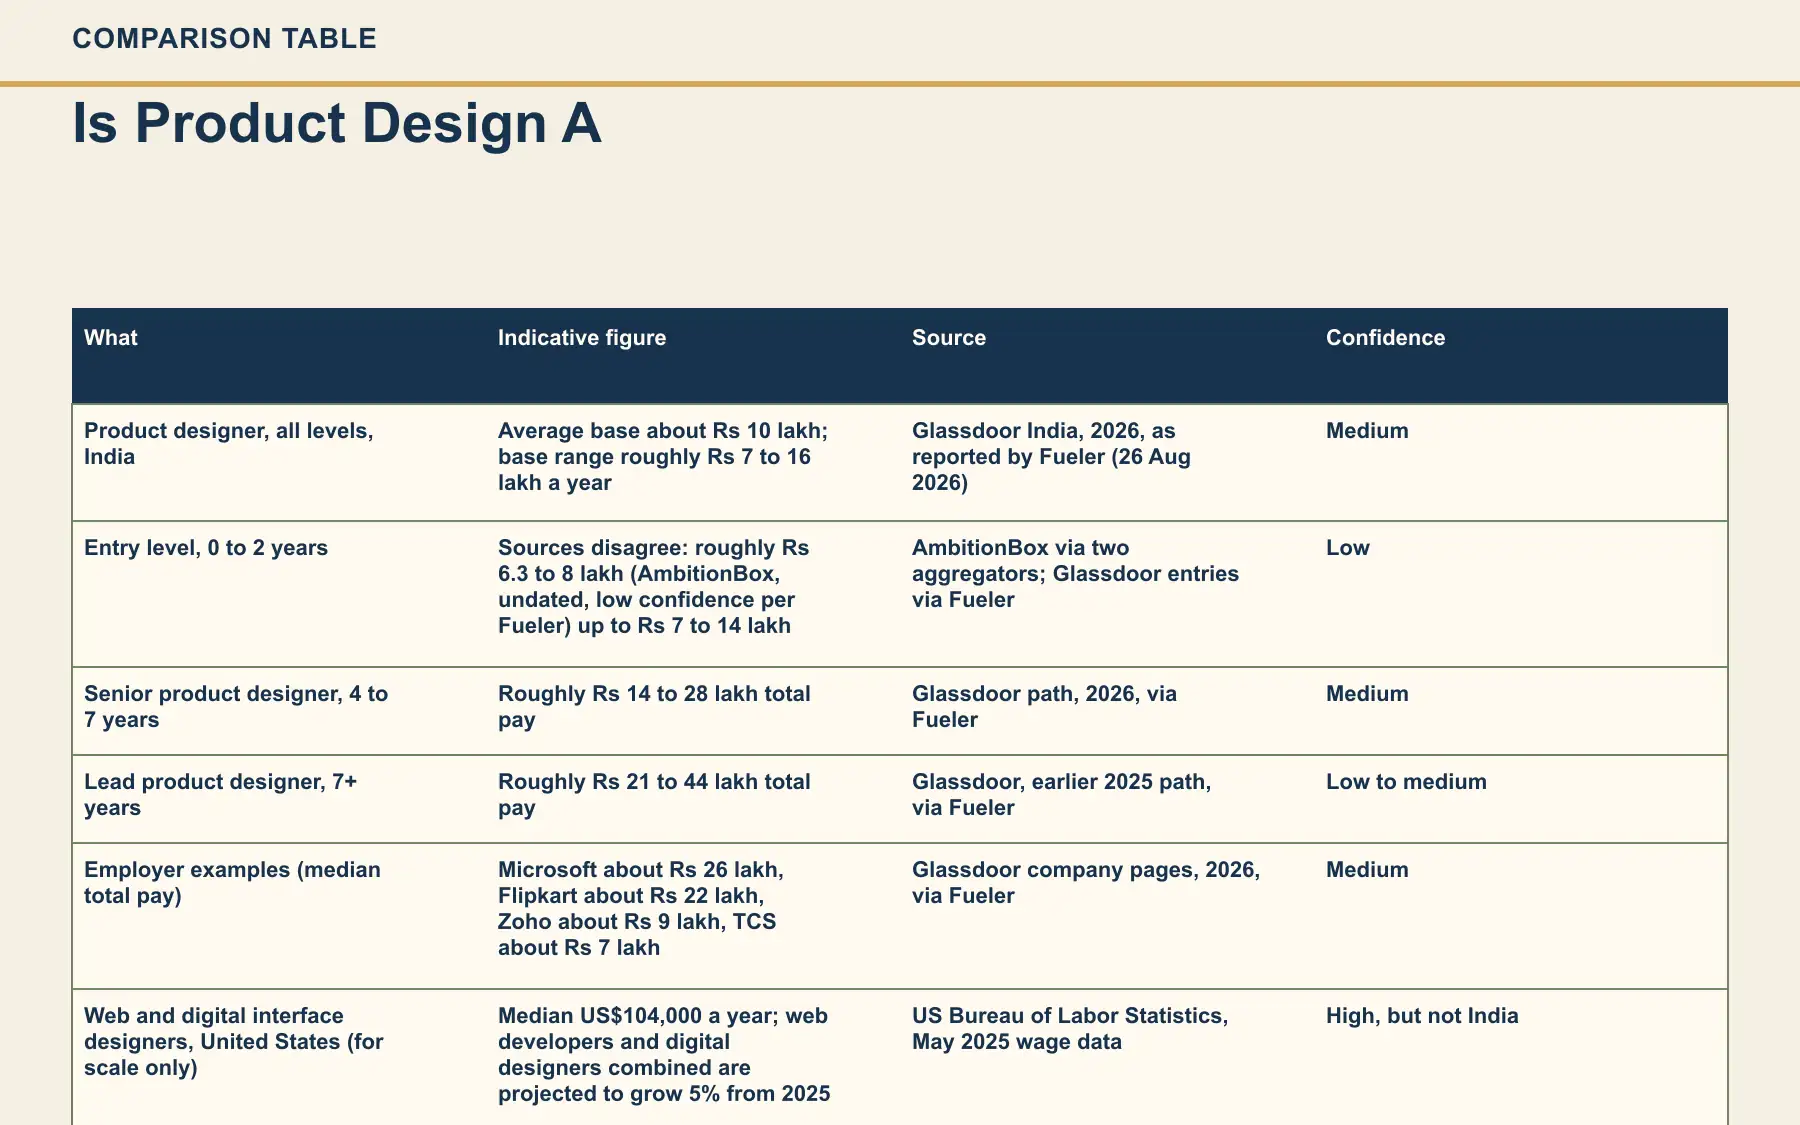 COMPARISON TABLE
Is Product Design A
What
Indicative figure
Source
Confidence
Product designer, all levels,
India
Average base about Rs 10 lakh;
base range roughly Rs 7 to 16
lakh a year
Glassdoor India, 2026, as
reported by Fueler (26 Aug
2026)
Medium
Entry level, 0 to 2 years
Sources disagree: roughly Rs
6.3 to 8 lakh (AmbitionBox,
undated, low confidence per
Fueler) up to Rs 7 to 14 lakh
AmbitionBox via two
aggregators; Glassdoor entries
via Fueler
Low
Senior product designer, 4 to
7 years
Roughly Rs 14 to 28 lakh total
pay
Glassdoor path, 2026, via
Fueler
Medium
Lead product designer, 7+
years
Roughly Rs 21 to 44 lakh total
pay
Glassdoor, earlier 2025 path,
via Fueler
Low to medium
Employer examples (median
total pay)
Microsoft about Rs 26 lakh,
Flipkart about Rs 22 lakh,
Zoho about Rs 9 lakh, TCS
about Rs 7 lakh
Glassdoor company pages, 2026,
via Fueler
Medium
Web and digital interface
designers, United States (for
scale only)
Median US$104,000 a year; web
developers and digital
designers combined are
projected to grow 5% from 2025
US Bureau of Labor Statistics,
May 2025 wage data
High, but not India